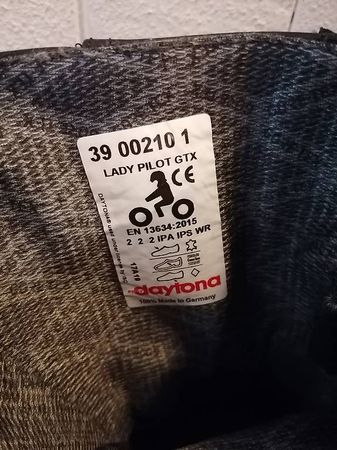 39 00210 1
LADY PILOT GTX
CE
EN 13634:2015
2 2 2 IPA IPS WR
17A19
daytona
100% Made in Germany